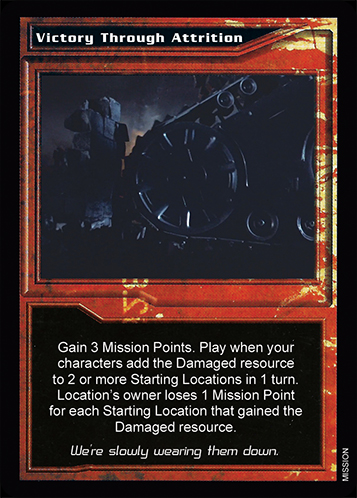 Victory Through Attrition
Gain 3 Mission Points. Play when your
characters add the Damaged resource
to 2 or more Starting Locations in 1 turn.
Location's owner loses 1 Mission Point
for each Starting Location that gained the
Damaged resource.
We're slowly wearing them down.
MISSION